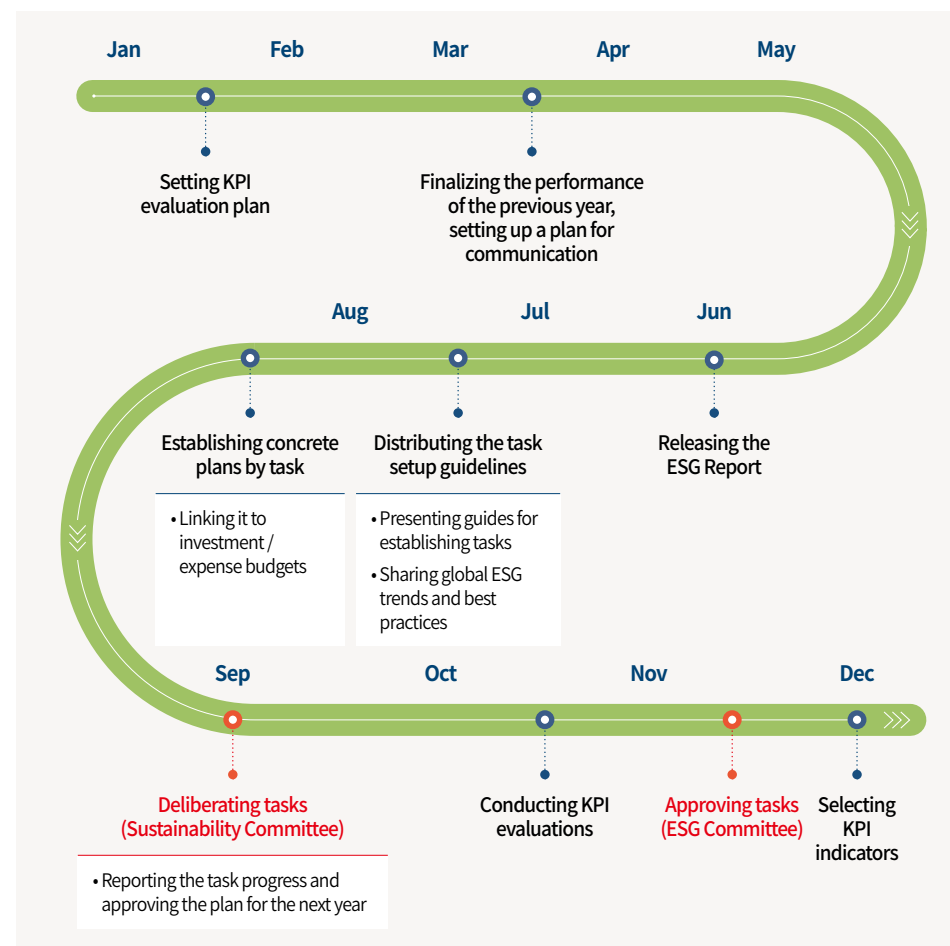 Jan Feb Mar Apr May
Setting KPI
evaluation plan
Finalizing the performance
of the previous year,
setting up a plan for
communication
Aug Jul Jun
Establishing concrete
plans by task
• Linking it to
investment /
expense budgets
Distributing the task
setup guidelines
• Presenting guides for
establishing tasks
• Sharing global ESG
trends and best
practices
Releasing the
ESG Report
Sep Oct Nov Dec
Deliberating tasks
(Sustainability Committee)
• Reporting the task progress and
approving the plan for the next year
Conducting KPI
evaluations
Approving tasks
(ESG Committee)
Selecting
KPI
indicators